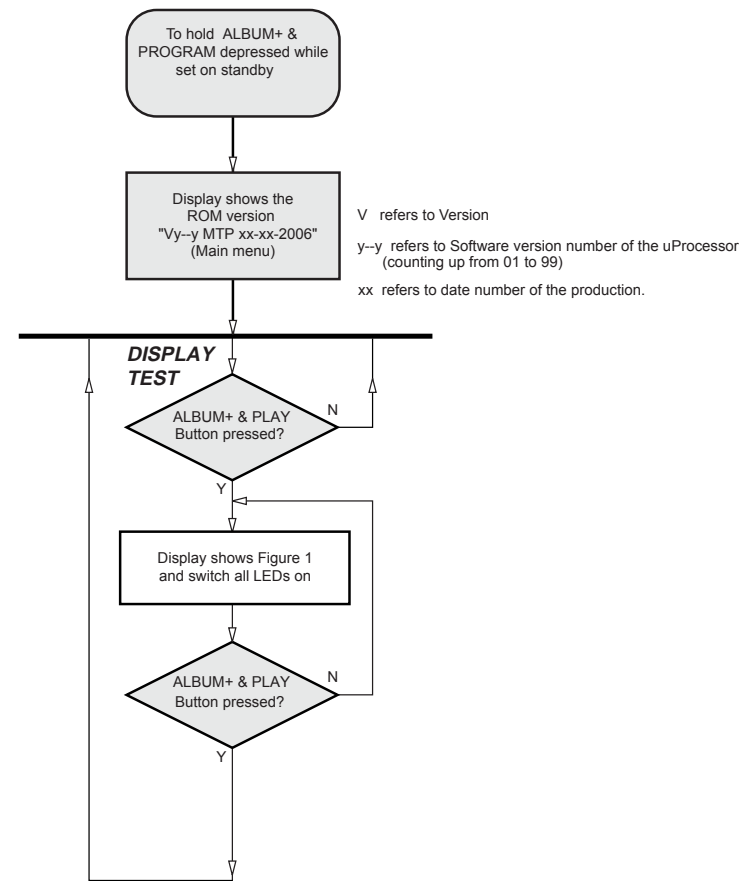 To hold ALBUM+ &
PROGRAM depressed while
set on standby
Display shows the
ROM version
"Vy--y MTP xx-xx-2006"
(Main menu)
V refers to Version
y--y refers to Software version number of the uProcessor
(counting up from 01 to 99)
xx refers to date number of the production.
DISPLAY
TEST
ALBUM+ & PLAY
Button pressed?
N
Y
Display shows Figure 1
and switch all LEDs on
ALBUM+ & PLAY
Button pressed?
N
Y